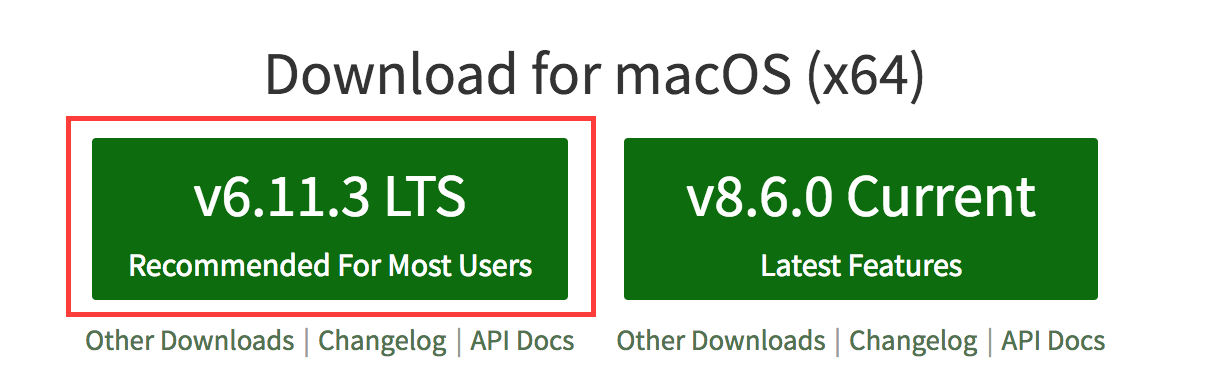 Download for macOS (x64)
v6.11.3 LTS
Recommended For Most Users
Other Downloads | Changelog | API Docs
v8.6.0 Current
Latest Features
Other Downloads | Changelog | API Docs